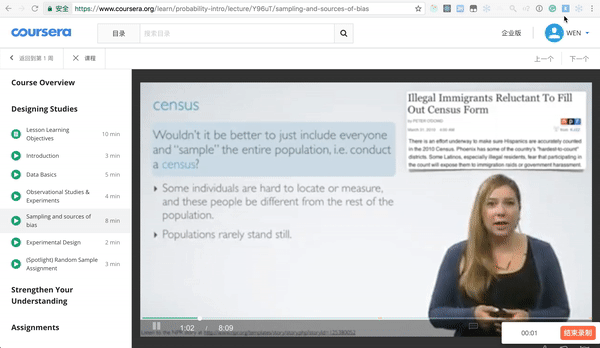 安全 https://www.coursera.org/learn/probability-intro/lecture/Y96uT/sampling-and-sources-of-bias
coursera
目录
搜索目录
企业版
WEN
返回到第 1 周
课程
上一个
下一个
Course Overview
Designing Studies
Lesson Learning
Objectives
10 min
Introduction
3 min
Data Basics
5 min
Observational Studies &
Experiments
4 min
Sampling and sources of
bias
8 min
Experimental Design
2 min
(Spotlight) Random Sample
Assignment
3 min
Strengthen Your
Understanding
Assignments
census
Wouldn't it be better to just include everyone
and "sample" the entire population, i.e. conduct
a census?
Some individuals are hard to locate or measure,
and these people be different from the rest of the
population.
Populations rarely stand still.
Illegal Immigrants Reluctant To Fill
Out Census Form
There is an effort underway to make sure Hispanics are accurately counted
in the 2010 Census. Phoenix has some of the country's "hardest-to-count"
districts. Some Latinos, especially illegal residents, fear that participating in
the count will expose them to immigration raids or government harassment.
1:02 / 8:09
00:01
结束录制